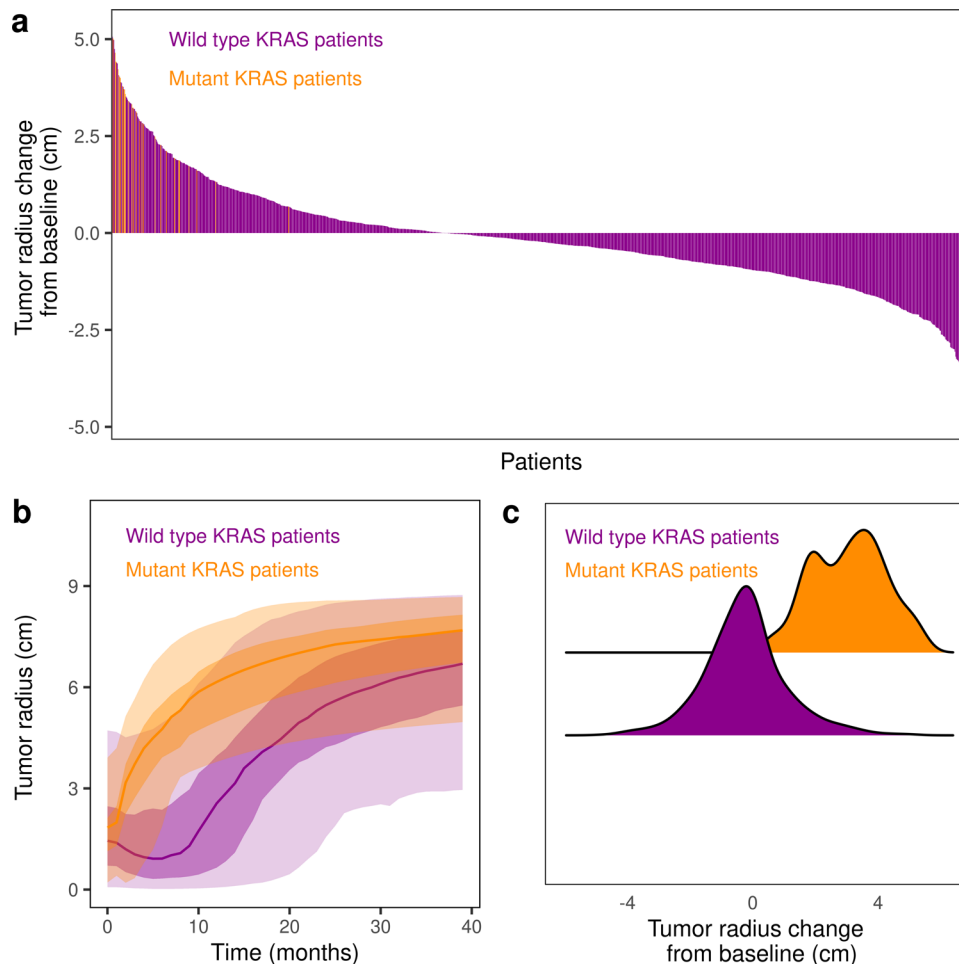 a
Wild type KRAS patients
Mutant KRAS patients
Tumor radius change
from baseline (cm)
5.0
2.5
0.0
-2.5
-5.0
Patients
b
Wild type KRAS patients
Mutant KRAS patients
Tumor radius (cm)
9
6
3
0
0 10 20 30 40
Time (months)
c
Wild type KRAS patients
Mutant KRAS patients
-4 0 4
Tumor radius change
from baseline (cm)